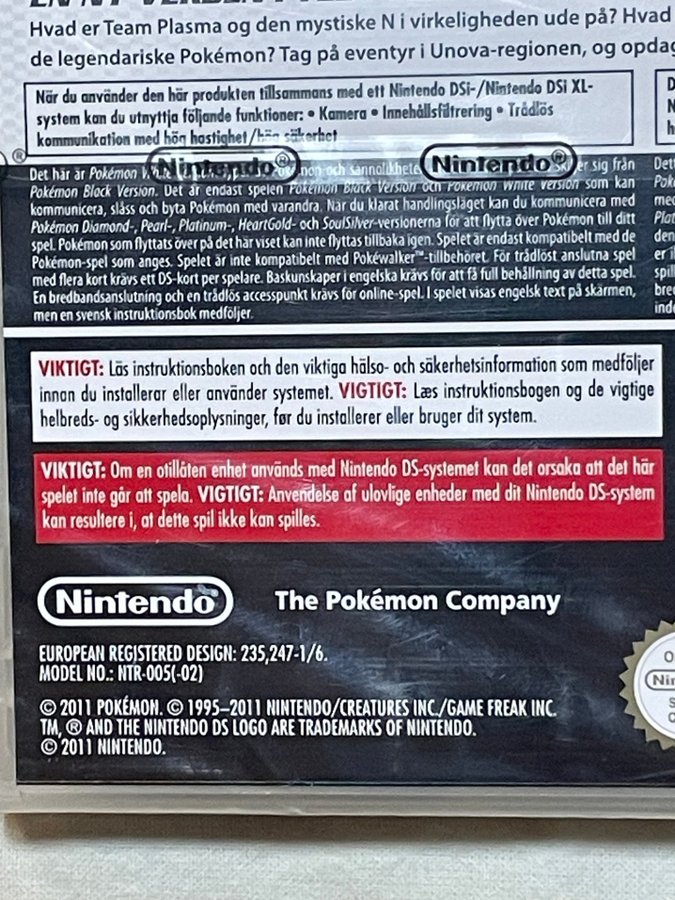 Hvad er Team Plasma og den mystiske N i virkeligheden ude på? Hvad
de legendariske Pokémon? Tag på eventyr i Unova-regionen, og opdag
När du använder den här produkten tillsammans med ett Nintendo DSi-/Nintendo DSi XL-
system kan du utnyttja följande funktioner: • Kamera • Innehållsfiltrering • Trådlös
kommunikation med hög hastighet/hög säkerhet
®
Nintendo®
Nintendo®
Det här är Pokémon och sannolikheten er sig från
Pokémon Black Version. Det är endast spelen Pokémon Black Version och Pokémon White Version som kan
kommunicera, slåss och byta Pokémon med varandra. När du klarat handlingsläget kan du kommunicera med
Pokémon Diamond-, Pearl-, Platinum-, HeartGold- och SoulSilver-versionerna för att flytta över Pokémon till ditt
spel. Pokémon som flyttats över på det här viset kan inte flyttas tillbaka igen. Spelet är endast kompatibelt med de
Pokémon-spel som anges. Spelet är inte kompatibelt med Pokéwalker™-tillbehöret. För trådlöst anslutna spel
med flera kort krävs ett DS-kort per spelare. Baskunskaper i engelska krävs för att få full behållning av detta spel.
En bredbandsanslutning och en trådlös accesspunkt krävs för online-spel. I spelet visas engelsk text på skärmen,
men en svensk instruktionsbok medföljer.
VIKTIGT: Läs instruktionsboken och den viktiga hälso- och säkerhetsinformation som medföljer
innan du installerar eller använder systemet. VIGTIGT: Læs instruktionsbogen og de vigtige
helbreds- og sikkerhedsoplysninger, før du installerer eller bruger dit system.
VIKTIGT: Om en otillåten enhet används med Nintendo DS-systemet kan det orsaka att det här
spelet inte går att spela. VIGTIGT: Anvendelse af ulovlige enheder med dit Nintendo DS-system
kan resultere i, at dette spil ikke kan spilles.
Nintendo®
The Pokémon Company
EUROPEAN REGISTERED DESIGN: 235,247-1/6.
MODEL NO.: NTR-005(-02)
© 2011 POKÉMON. © 1995–2011 NINTENDO/CREATURES INC./GAME FREAK INC.
TM, ® AND THE NINTENDO DS LOGO ARE TRADEMARKS OF NINTENDO.
© 2011 NINTENDO.